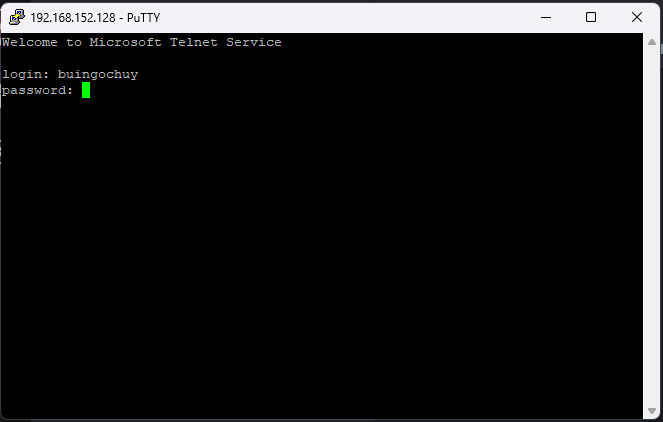 192.168.152.128 - PuTTY
Welcome to Microsoft Telnet Service
login: buingochuy
password: